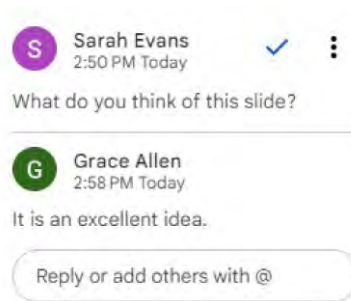 S
Sarah Evans
2:50 PM Today
What do you think of this slide?
G
Grace Allen
2:58 PM Today
It is an excellent idea.
Reply or add others with @